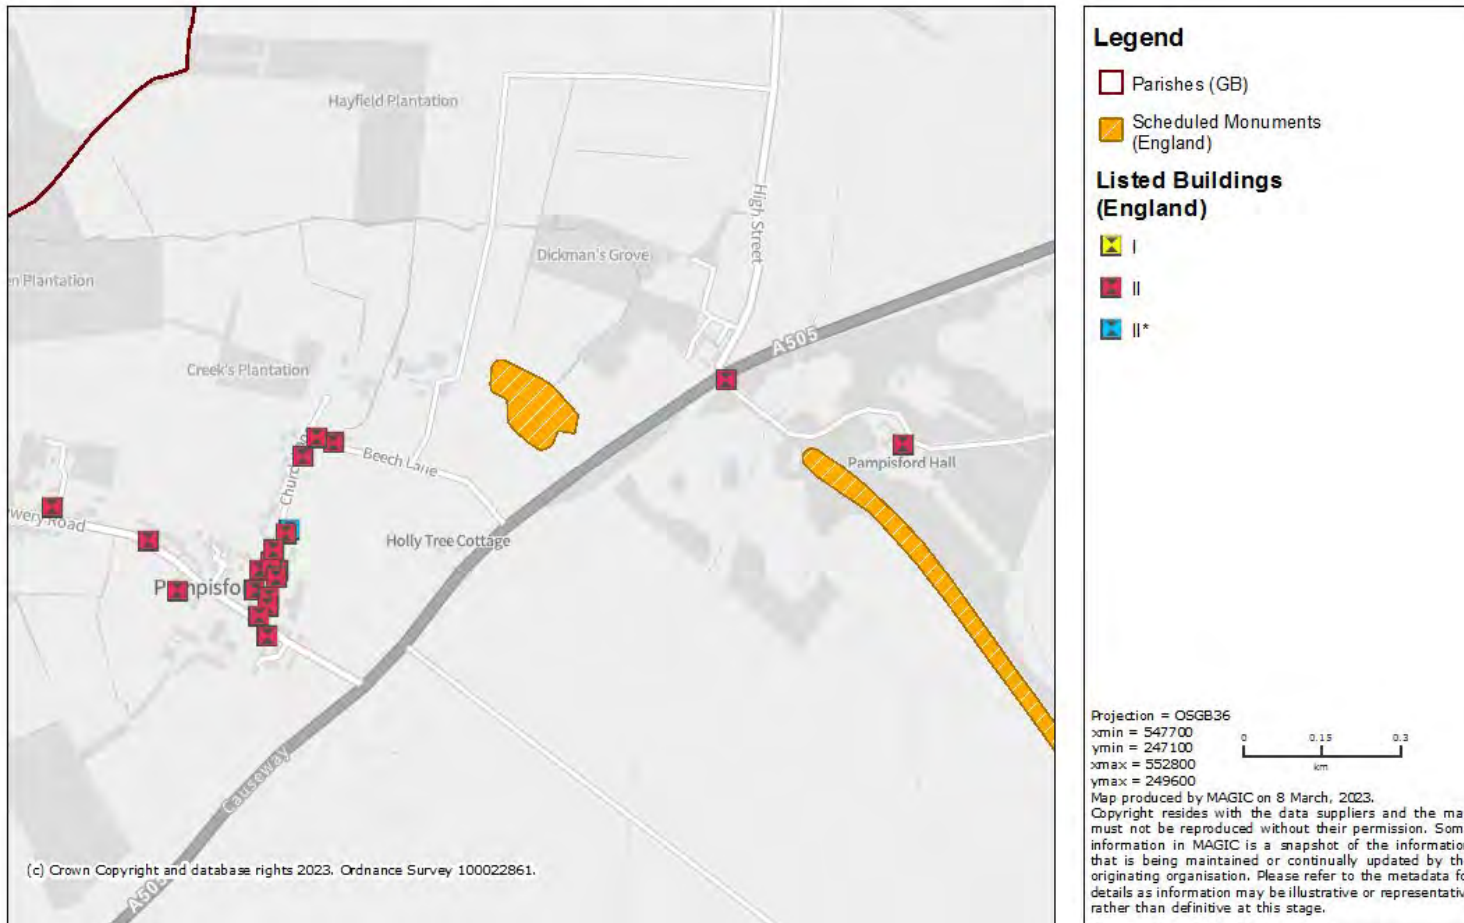 Hayfield Plantation
High Street
Dickman's Grove
en Plantation
A505
Creek's Plantation
Pampisford Hall
Beech Lane
Church
wery Road
Holly Tree Cottage
Pampisfo
Causeway
(c) Crown Copyright and database rights 2023. Ordnance Survey 100022861.
A505
Legend
Parishes (GB)
Scheduled Monuments
(England)
Listed Buildings
(England)
I
II
II*
Projection = OSGB36
xmin = 547700
ymin = 247100
xmax = 552800
ymax = 249600
0 0.15 0.3
km
Map produced by MAGIC on 8 March, 2023.
Copyright resides with the data suppliers and the ma
must not be reproduced without their permission. Som
information in MAGIC is a snapshot of the information
that is being maintained or continually updated by th
originating organisation. Please refer to the metadata fo
details as information may be illustrative or representativ
rather than definitive at this stage.